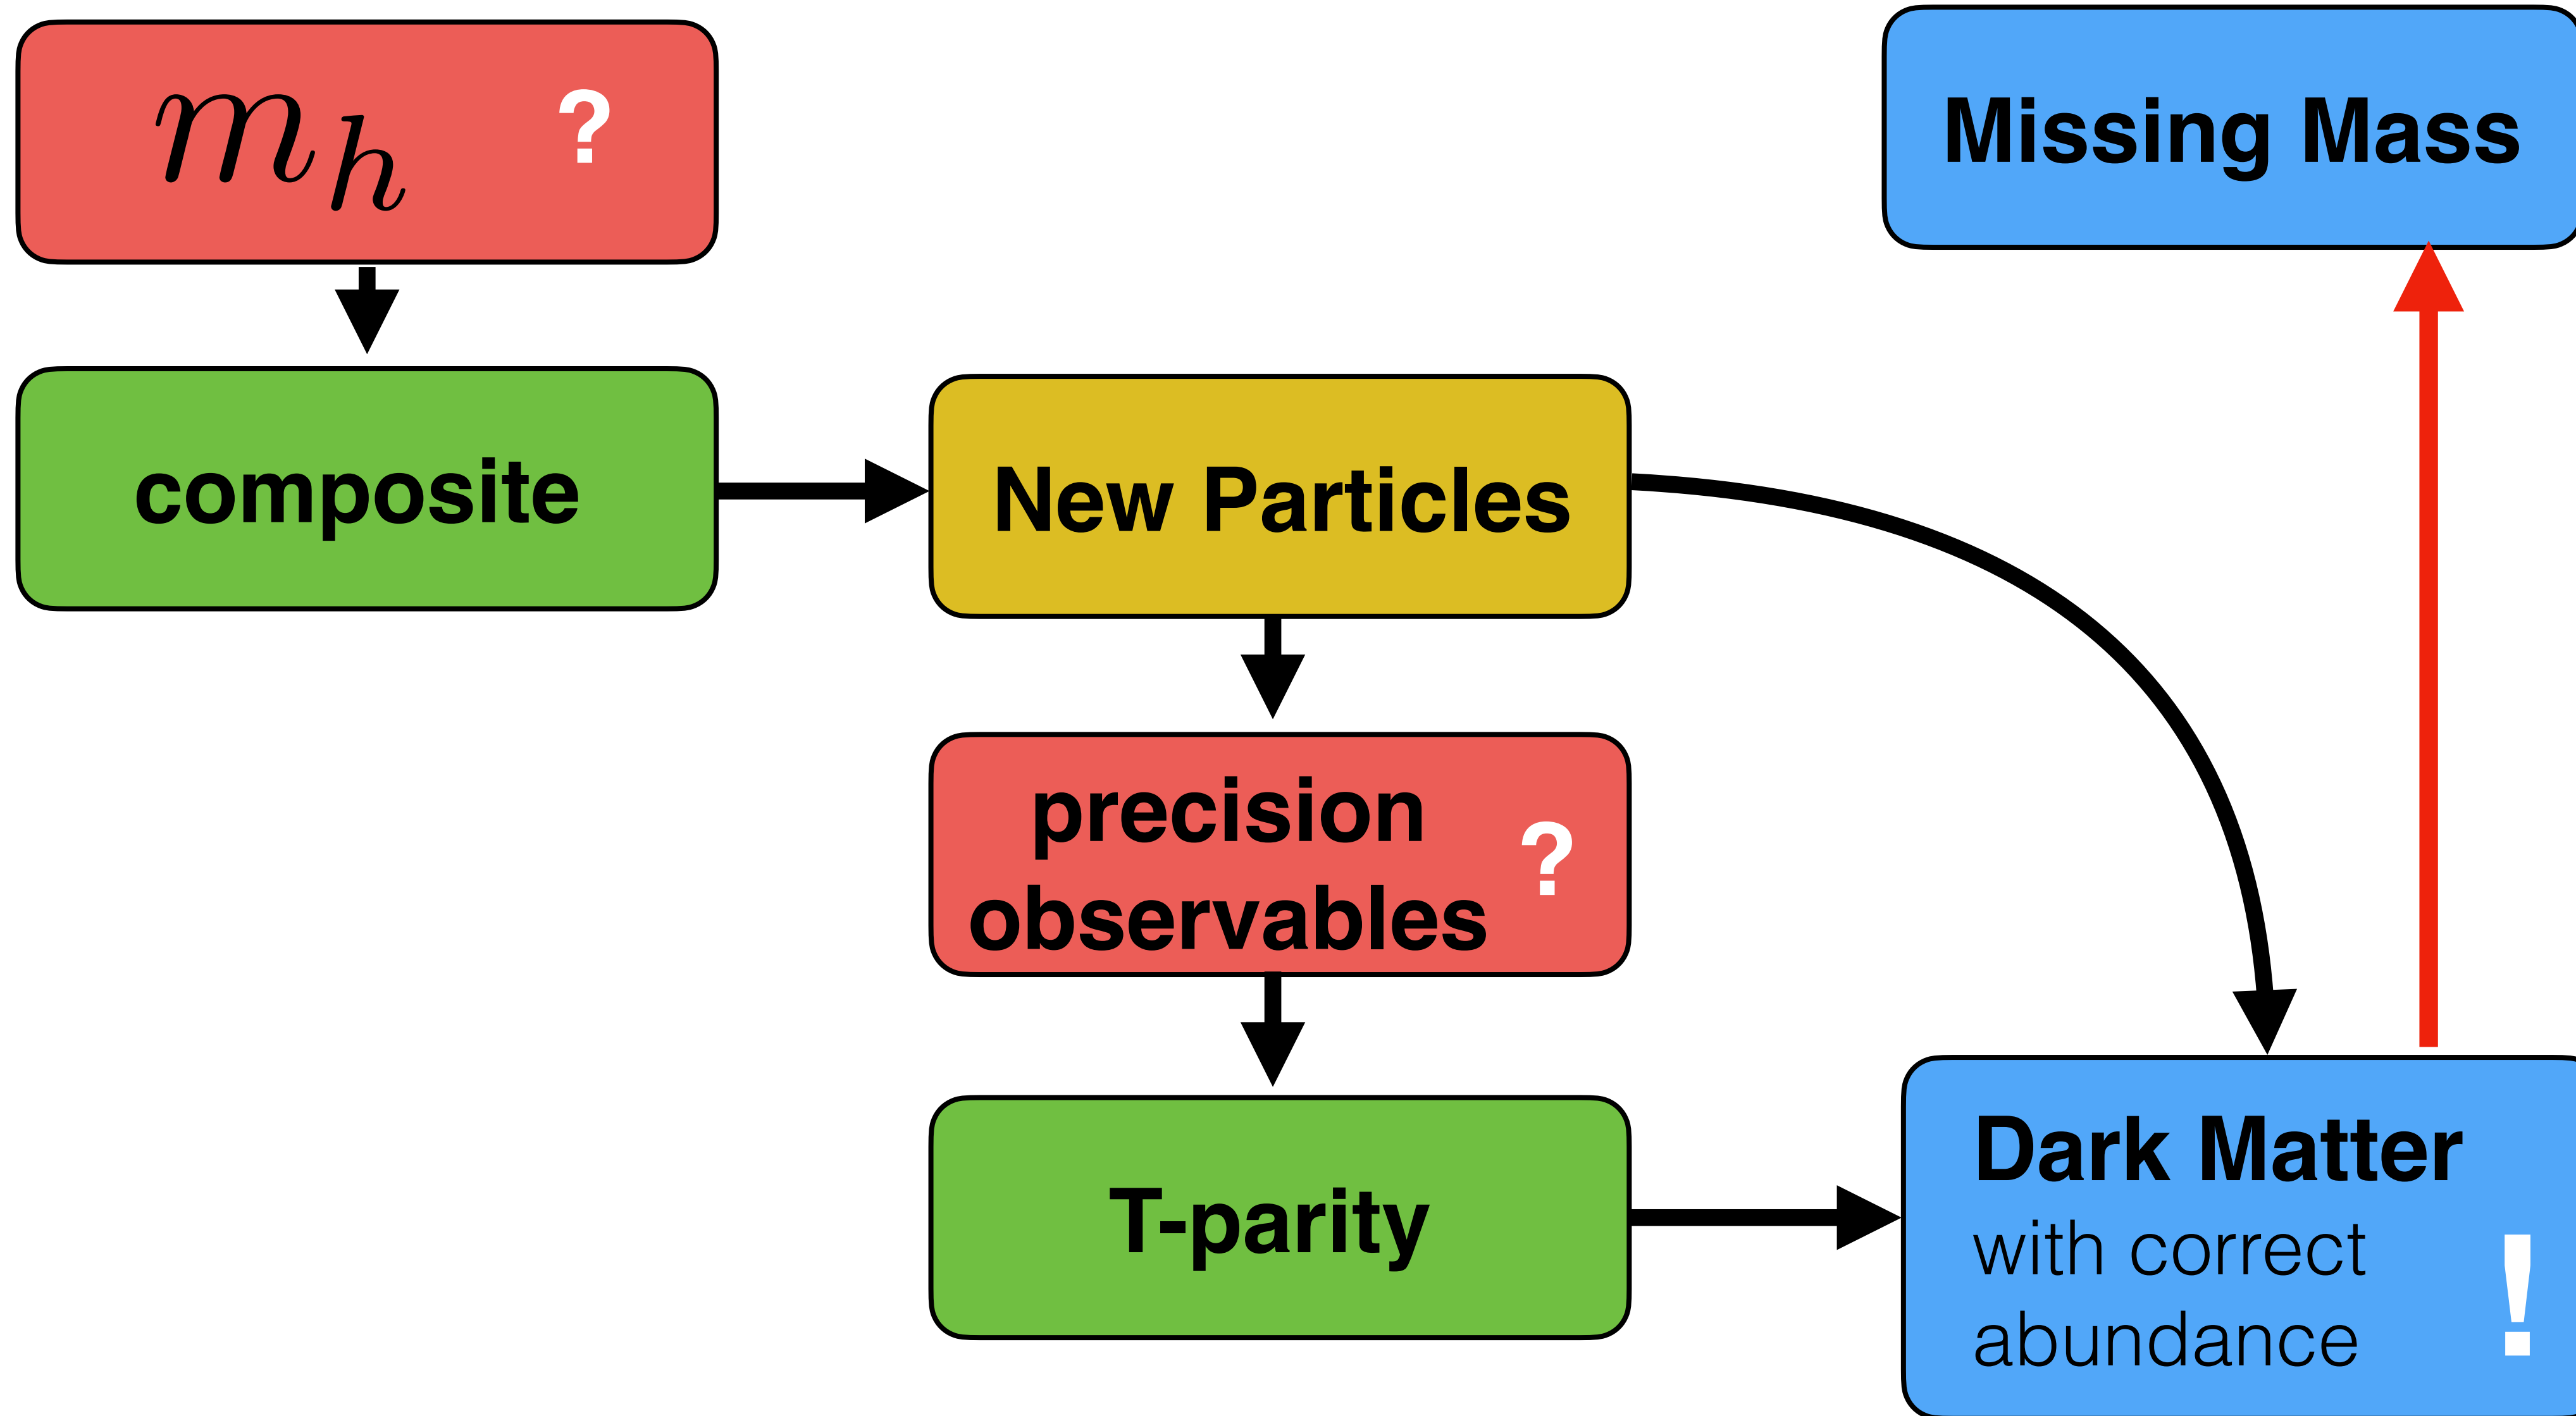 m_h ?
Missing Mass
composite
New Particles
precision
observables ?
T-parity
Dark Matter
with correct
abundance !